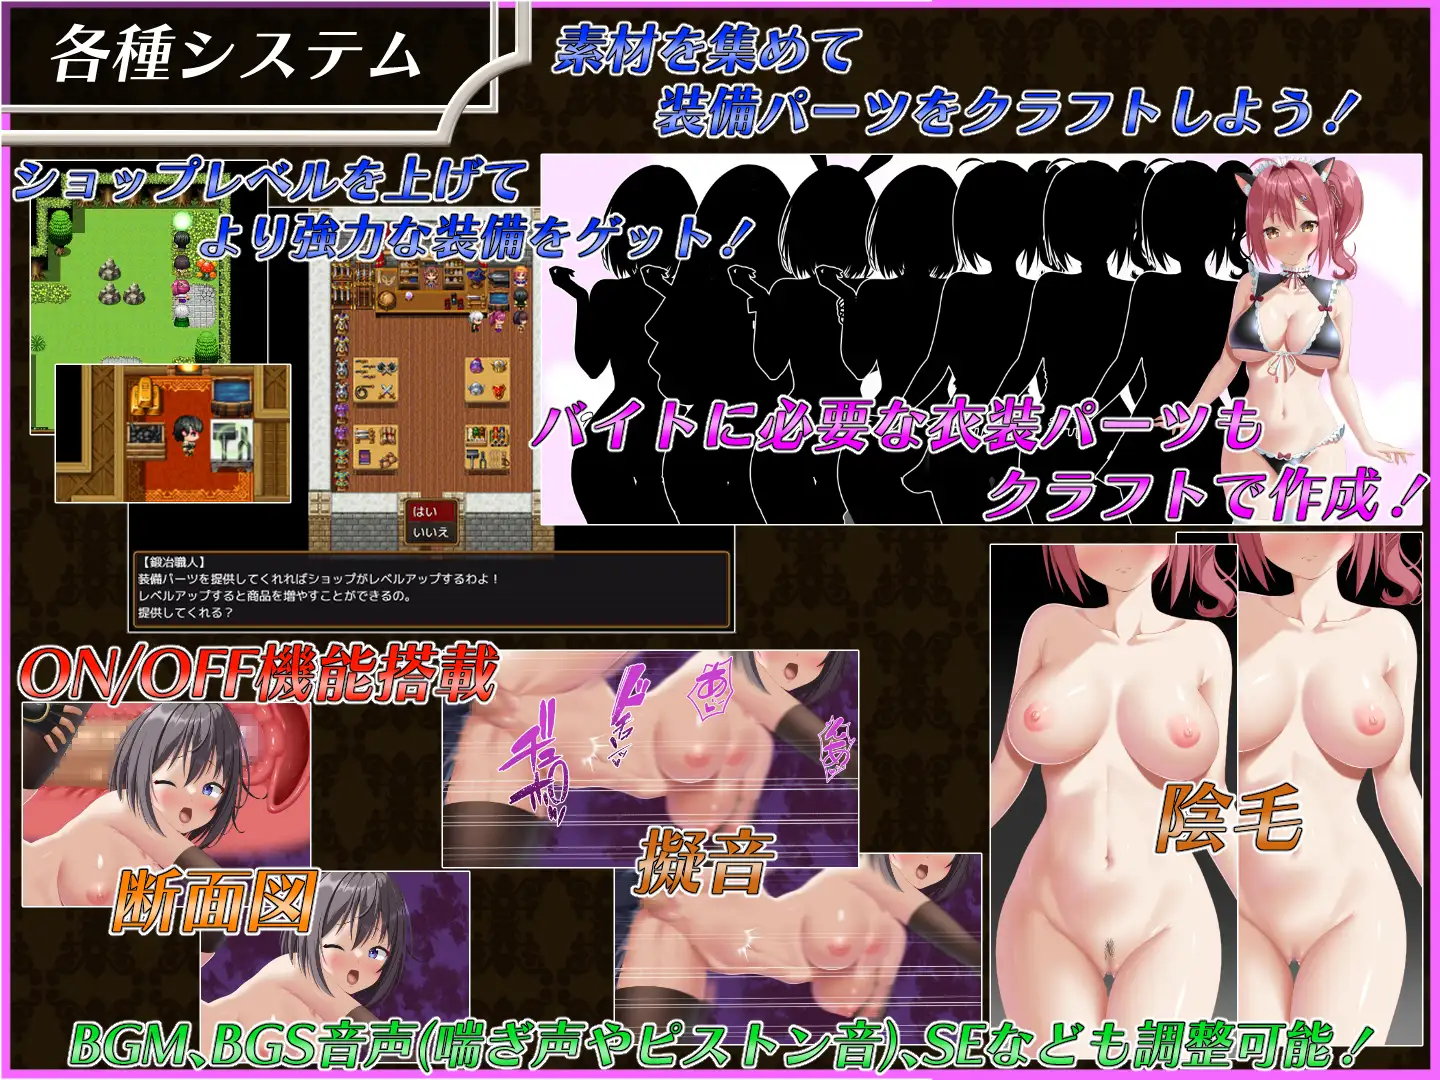 各種システム
素材を集めて
装備パーツをクラフトしよう！
ショップレベルを上げて
より強力な装備をゲット！
バイトに必要な衣装パーツも
クラフトで作成！
はい
いいえ
【鍛冶職人】
装備パーツを提供してくれればショップがレベルアップするわよ！
レベルアップすると商品を増やすことができるの。
提供してくれる？
ON/OFF機能搭載
断面図
擬音
陰毛
BGM、BGS音声(喘ぎ声やピストン音)、SEなども調整可能！